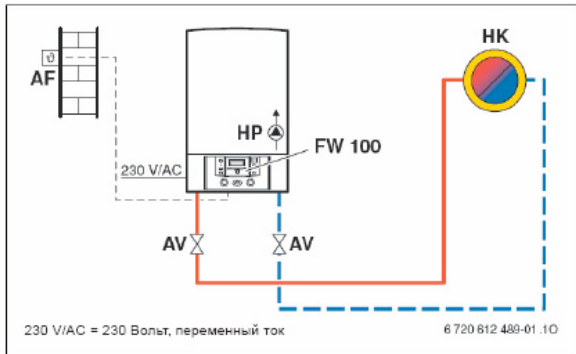 HK
ϑ
AF
HP
FW 100
230 V/AC
AV
AV
230 V/AC = 230 Вольт, переменный ток
6 720 612 489-01.1O